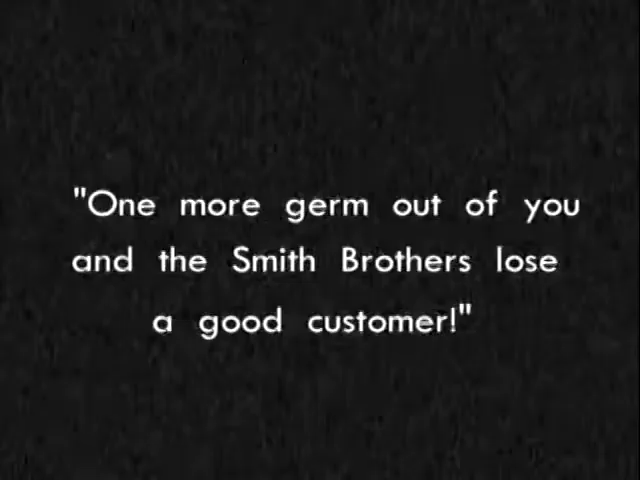 "One more germ out of you
and the Smith Brothers lose
a good customer!"